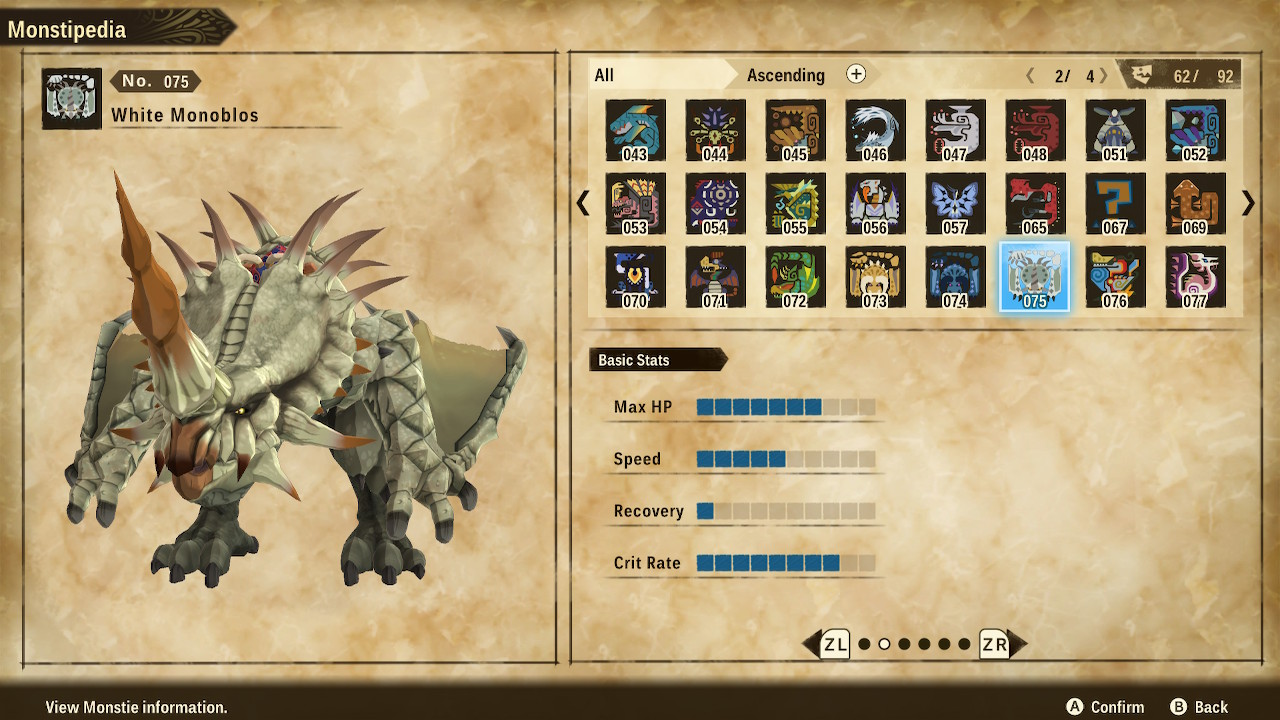 Monstipedia
No. 075
White Monoblos
All
Ascending
2/ 4
62/ 92
043 044 045 046 047 048 051 052
053 054 055 056 057 065 067 069
070 071 072 073 074 075 076 077
Basic Stats
Max HP
Speed
Recovery
Crit Rate
ZL ZR
View Monstie information.
A Confirm B Back